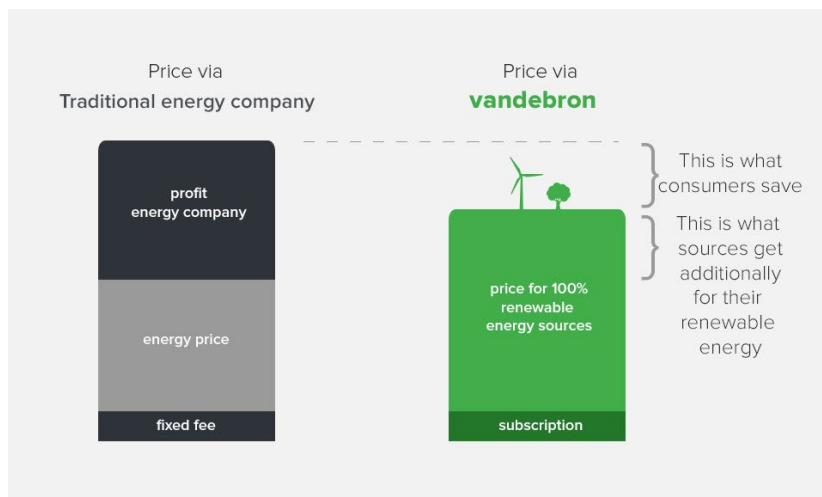 Price via
Traditional energy company
profit
energy company
energy price
fixed fee
Price via
vandebron
price for 100%
renewable
energy sources
subscription
This is what
consumers save
This is what
sources get
additionally
for their
renewable
energy